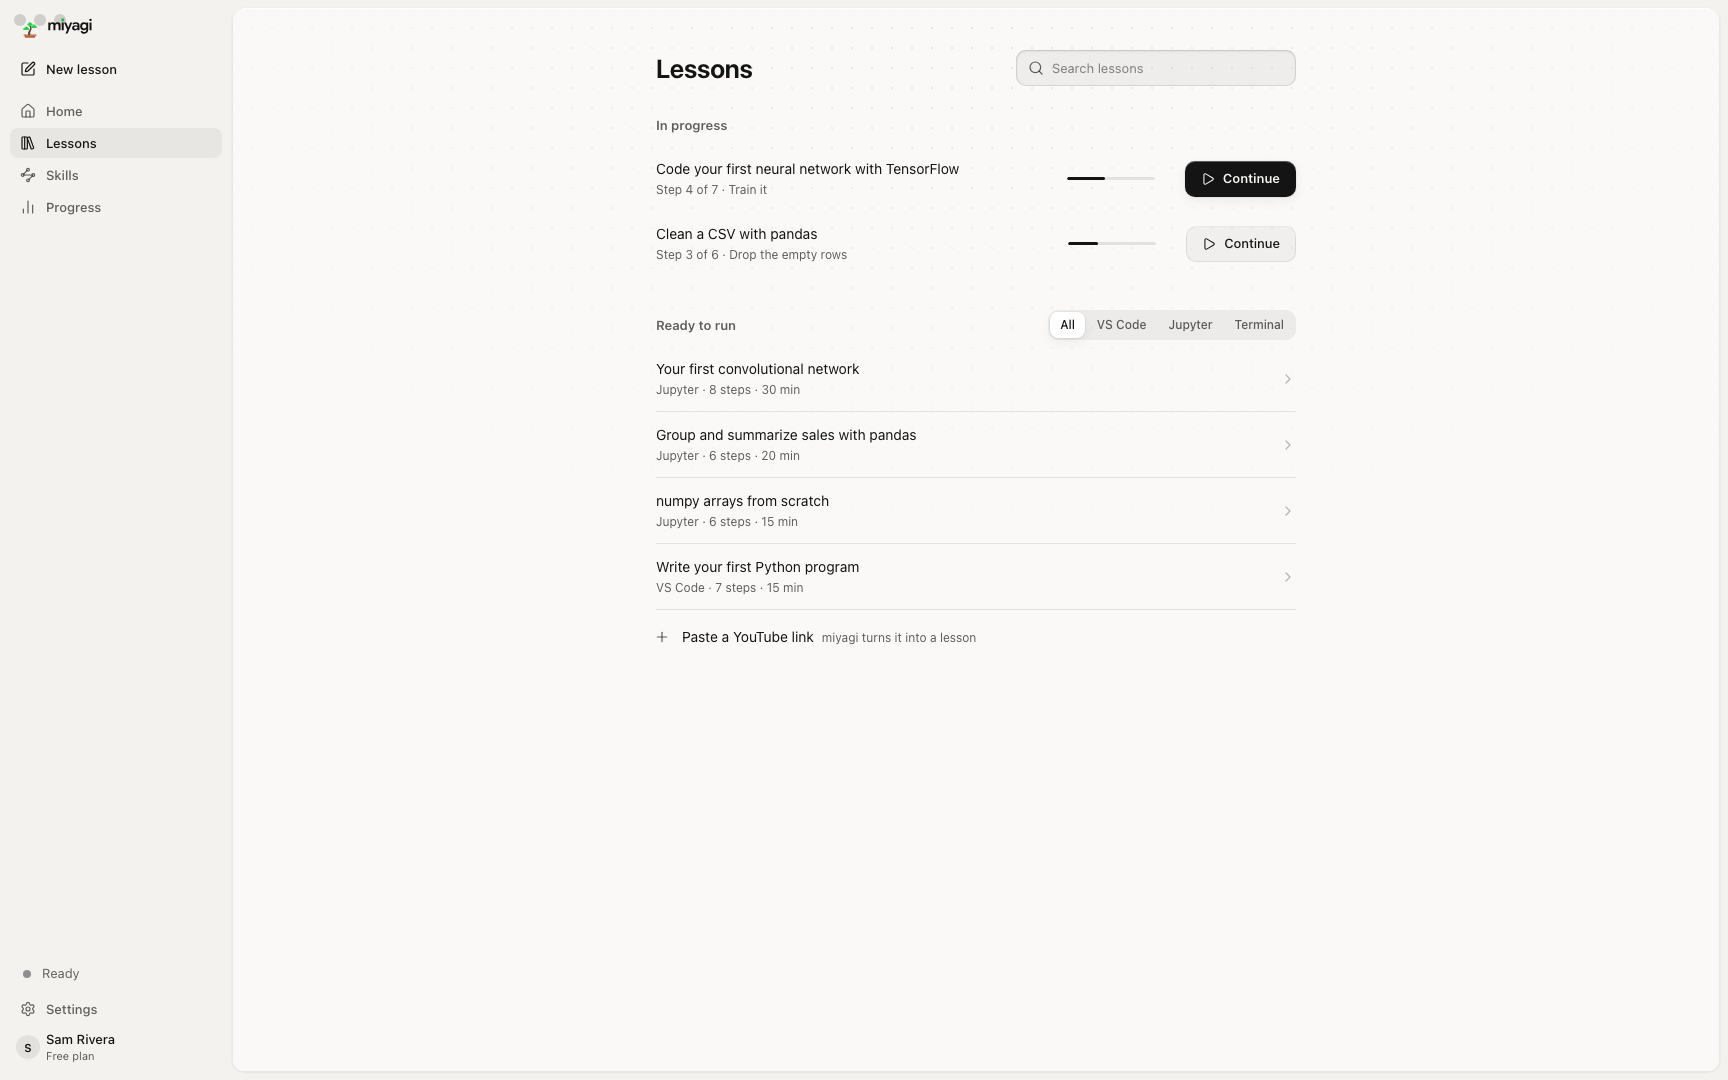 miyagi
New lesson
Home
Lessons
Skills
Progress
Ready
Settings
S
Sam Rivera
Free plan
Lessons
Search lessons
In progress
Code your first neural network with TensorFlow
Step 4 of 7 · Train it
Continue
Clean a CSV with pandas
Step 3 of 6 · Drop the empty rows
Continue
Ready to run
All VS Code Jupyter Terminal
Your first convolutional network
Jupyter · 8 steps · 30 min
Group and summarize sales with pandas
Jupyter · 6 steps · 20 min
numpy arrays from scratch
Jupyter · 6 steps · 15 min
Write your first Python program
VS Code · 7 steps · 15 min
Paste a YouTube link miyagi turns it into a lesson